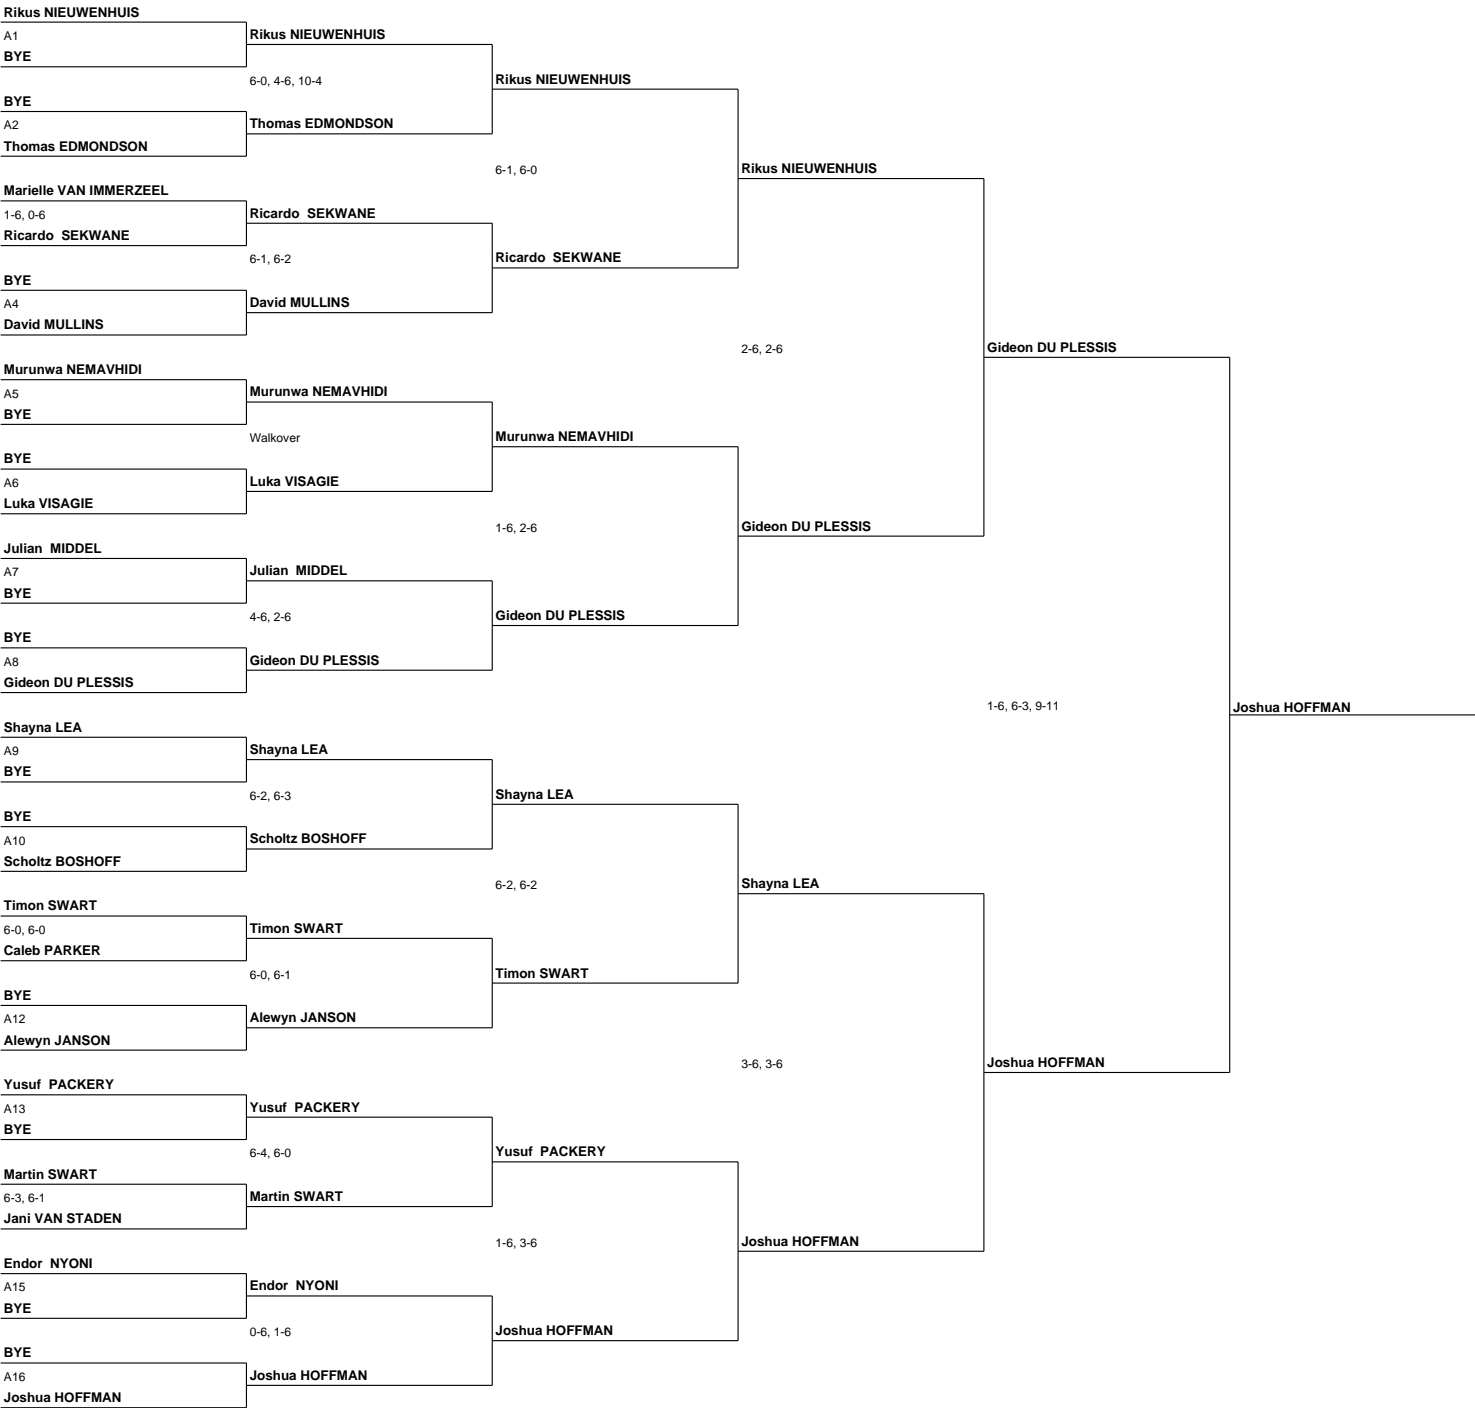 Rikus NIEUWENHUIS
A1
BYE
BYE
A2
Thomas EDMONDSON
Marielle VAN IMMERZEEL
1-6, 0-6
Ricardo  SEKWANE
BYE
A4
David MULLINS
Murunwa NEMAVHIDI
A5
BYE
BYE
A6
Luka VISAGIE
Julian  MIDDEL
A7
BYE
BYE
A8
Gideon DU PLESSIS
Shayna LEA
A9
BYE
BYE
A10
Scholtz BOSHOFF
Timon SWART
6-0, 6-0
Caleb PARKER
BYE
A12
Alewyn JANSON
Yusuf  PACKERY
A13
BYE
Martin SWART
6-3, 6-1
Jani VAN STADEN
Endor  NYONI
A15
BYE
BYE
A16
Joshua HOFFMAN
Rikus NIEUWENHUIS
6-0, 4-6, 10-4
Thomas EDMONDSON
Ricardo  SEKWANE
6-1, 6-2
David MULLINS
Murunwa NEMAVHIDI
Walkover
Luka VISAGIE
Julian  MIDDEL
4-6, 2-6
Gideon DU PLESSIS
Shayna LEA
6-2, 6-3
Scholtz BOSHOFF
Timon SWART
6-0, 6-1
Alewyn JANSON
Yusuf  PACKERY
6-4, 6-0
Martin SWART
Endor  NYONI
0-6, 1-6
Joshua HOFFMAN
Rikus NIEUWENHUIS
6-1, 6-0
Ricardo  SEKWANE
Murunwa NEMAVHIDI
1-6, 2-6
Gideon DU PLESSIS
Shayna LEA
6-2, 6-2
Timon SWART
Yusuf  PACKERY
1-6, 3-6
Joshua HOFFMAN
Rikus NIEUWENHUIS
2-6, 2-6
Gideon DU PLESSIS
Shayna LEA
3-6, 3-6
Joshua HOFFMAN
Gideon DU PLESSIS
1-6, 6-3, 9-11
Joshua HOFFMAN
Joshua HOFFMAN